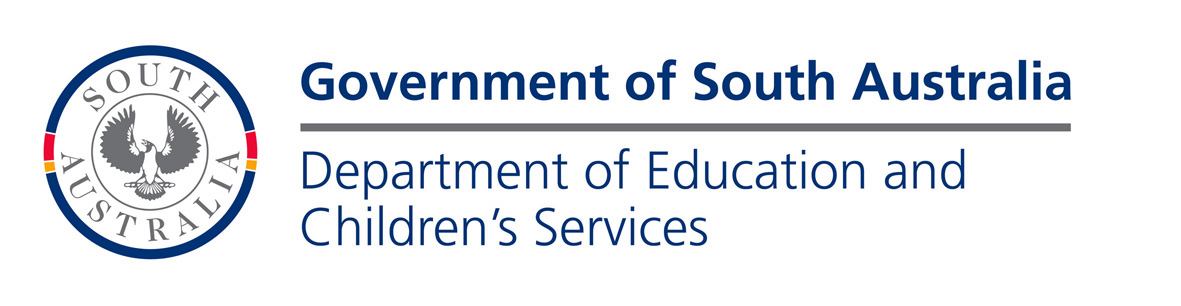 SOUTH
AUSTRALIA
Government of South Australia
Department of Education and
Children’s Services